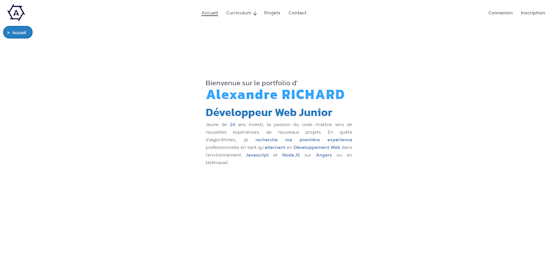 A
Accueil
Curriculum
Projets
Contact
Connexion
Inscription
> Accueil
Bienvenue sur le portfolio d'
Alexandre RICHARD
Développeur Web Junior
Jeune de 24 ans investi, la passion du code m'attire vers de
nouvelles expériences, de nouveaux projets. En quête
d'algorithmes, je recherche ma première expérience
professionnelle en tant qu'alternant en Développement Web dans
l'environnement Javascript et NodeJS sur Angers ou en
télétravail.